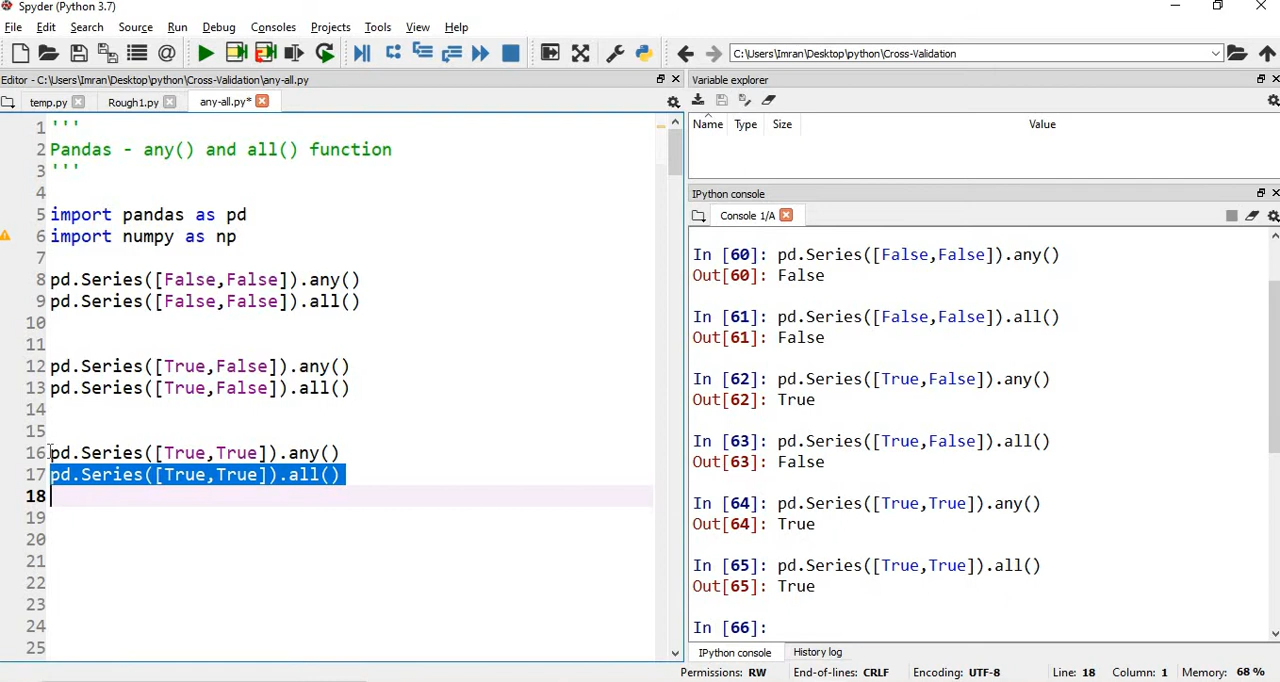 Spyder (Python 3.7)
File Edit Search Source Run Debug Consoles Projects Tools View Help
C:\Users\Imran\Desktop\python\Cross-Validation
Editor - C:\Users\Imran\Desktop\python\Cross-Validation\any-all.py
temp.py Rough1.py any-all.py*
1 '''
2 Pandas - any() and all() function
3 '''
4
5 import pandas as pd
6 import numpy as np
7
8 pd.Series([False,False]).any()
9 pd.Series([False,False]).all()
10
11
12 pd.Series([True,False]).any()
13 pd.Series([True,False]).all()
14
15
16 pd.Series([True,True]).any()
17 pd.Series([True,True]).all()
18
19
20
21
22
23
24
25
Variable explorer
Name Type Size Value
IPython console
Console 1/A
In [60]: pd.Series([False,False]).any()
Out[60]: False
In [61]: pd.Series([False,False]).all()
Out[61]: False
In [62]: pd.Series([True,False]).any()
Out[62]: True
In [63]: pd.Series([True,False]).all()
Out[63]: False
In [64]: pd.Series([True,True]).any()
Out[64]: True
In [65]: pd.Series([True,True]).all()
Out[65]: True
In [66]:
IPython console History log
Permissions: RW End-of-lines: CRLF Encoding: UTF-8 Line: 18 Column: 1 Memory: 68 %